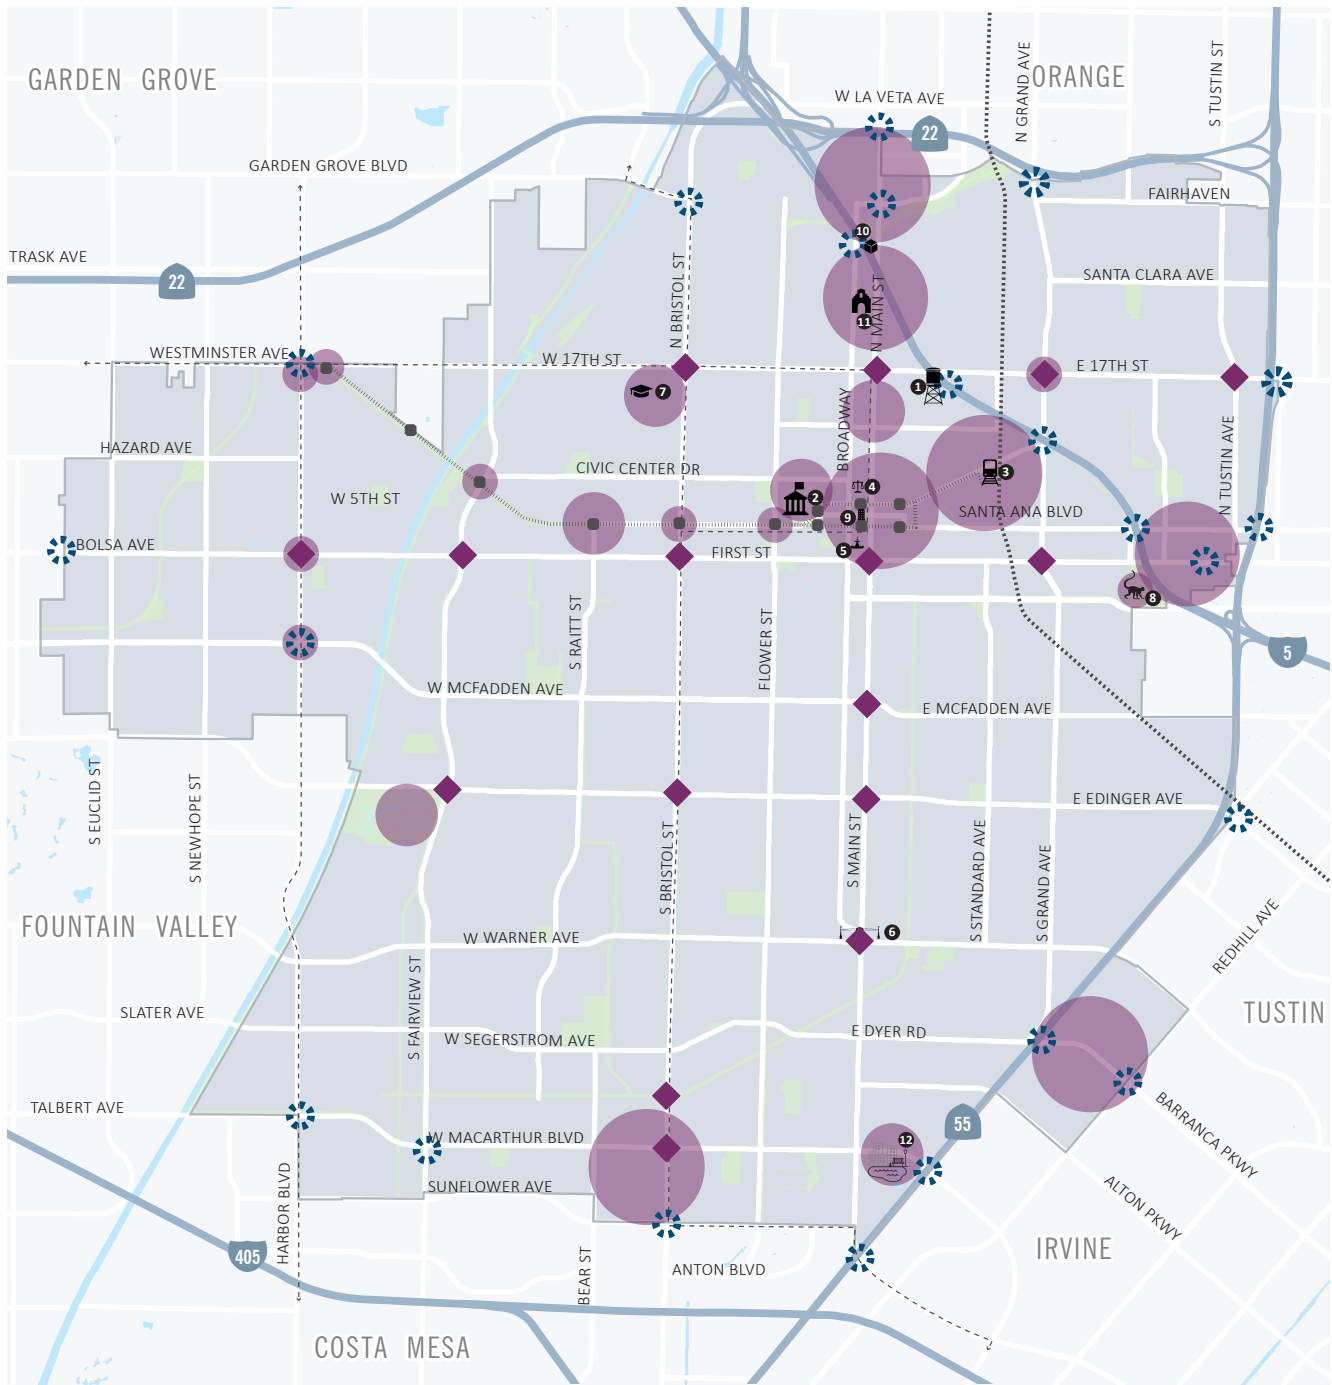 GARDEN GROVE
ORANGE
N GRAND AVE
S TUSTIN ST
W LA VETA AVE
22
GARDEN GROVE BLVD
FAIRHAVEN
TRASK AVE
22
10
N BRISTOL ST
SANTA CLARA AVE
N MAIN ST
11
WESTMINSTER AVE
W 17TH ST
E 17TH ST
1
7
BROADWAY
N TUSTIN AVE
HAZARD AVE
CIVIC CENTER DR
3
W 5TH ST
4
2
SANTA ANA BLVD
9
BOLSA AVE
FIRST ST
5
8
S RAITT ST
FLOWER ST
5
W MCFADDEN AVE
E MCFADDEN AVE
S EUCLID ST
S NEWHOPE ST
E EDINGER AVE
S BRISTOL ST
S MAIN ST
S STANDARD AVE
S GRAND AVE
FOUNTAIN VALLEY
W WARNER AVE
6
REDHILL AVE
S FAIRVIEW ST
SLATER AVE
TUSTIN
W SEGERSTROM AVE
E DYER RD
TALBERT AVE
55
BARRANCA PKWY
W MACARTHUR BLVD
12
SUNFLOWER AVE
HARBOR BLVD
ALTON PKWY
405
IRVINE
BEAR ST
ANTON BLVD
COSTA MESA